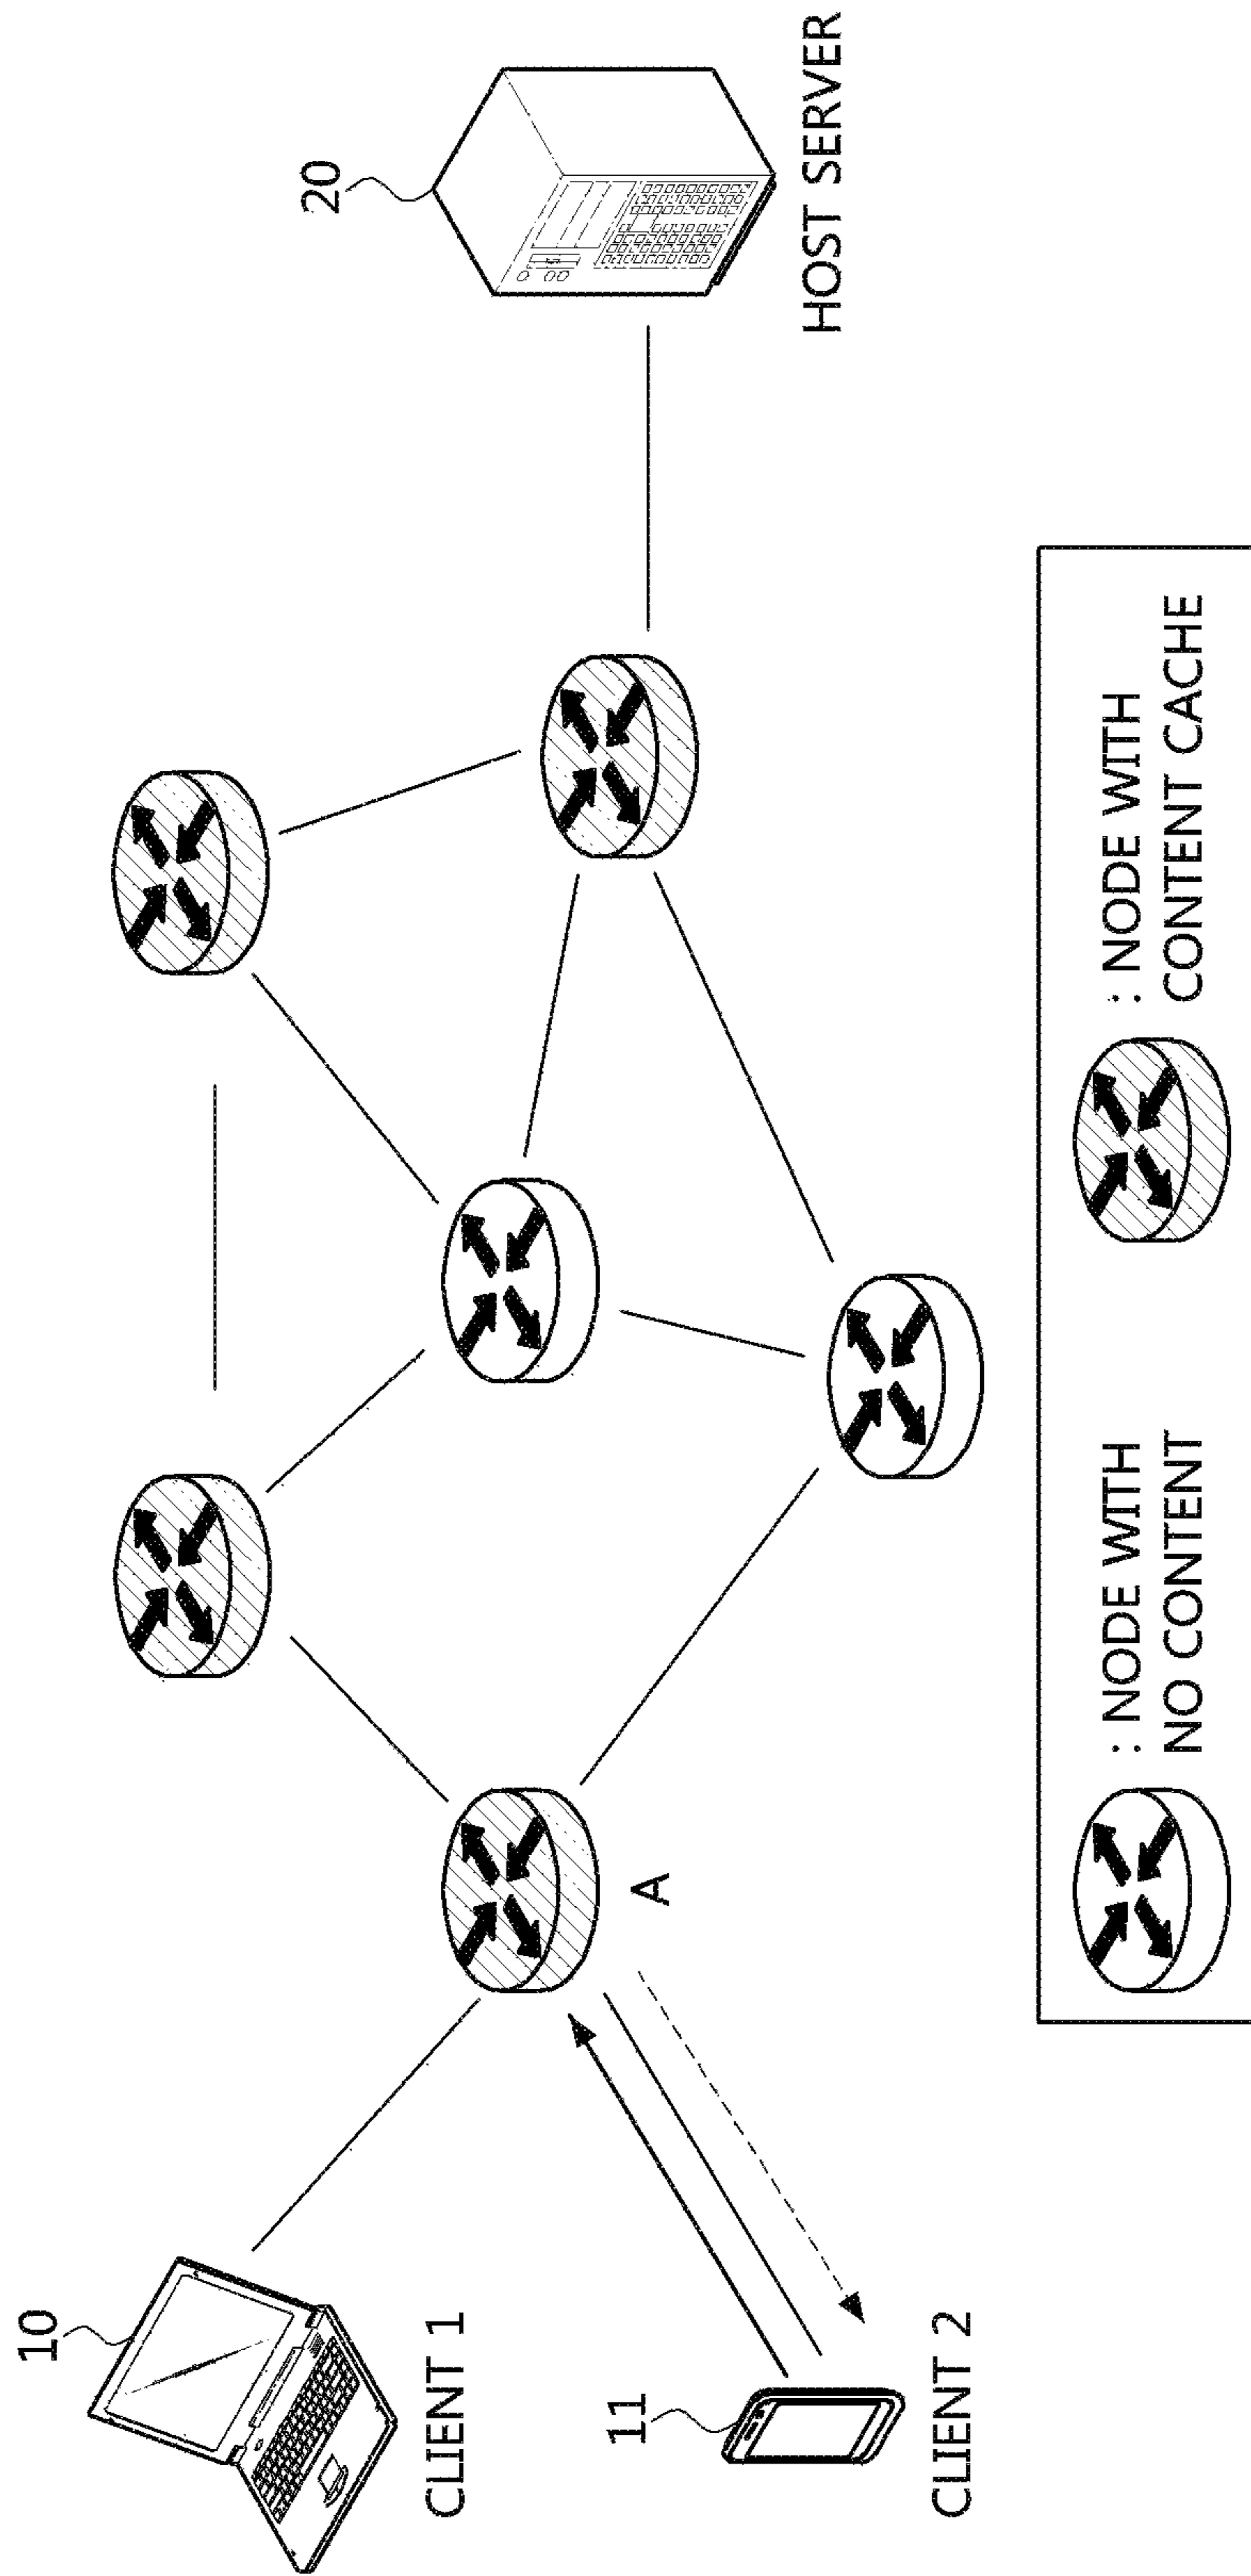 10
CLIENT 1
11
CLIENT 2
A
20
HOST SERVER
: NODE WITH
NO CONTENT
: NODE WITH
CONTENT CACHE